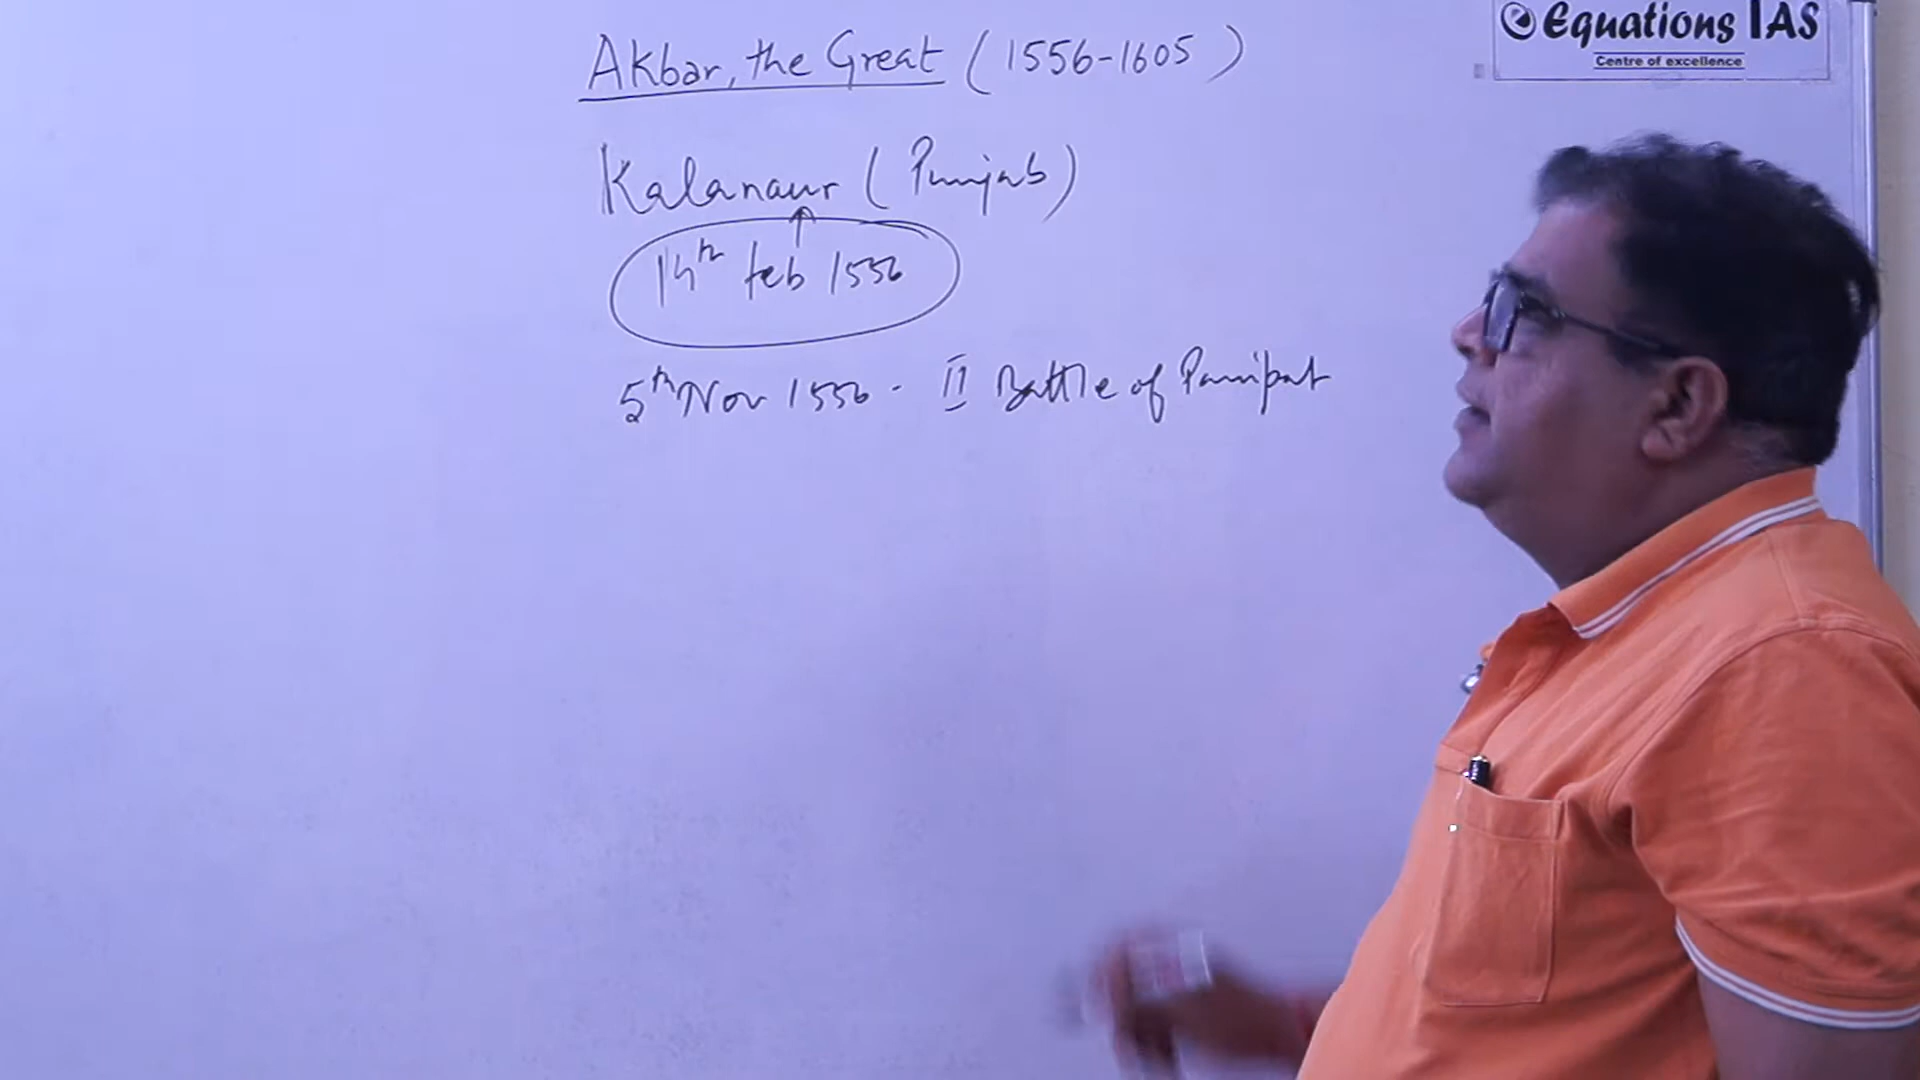 Akbar, the Great (1556-1605)
Equations IAS
Centre of excellence
Kalanaur (Punjab)
14th feb 1556
5th Nov 1556 - II Battle of Panipat